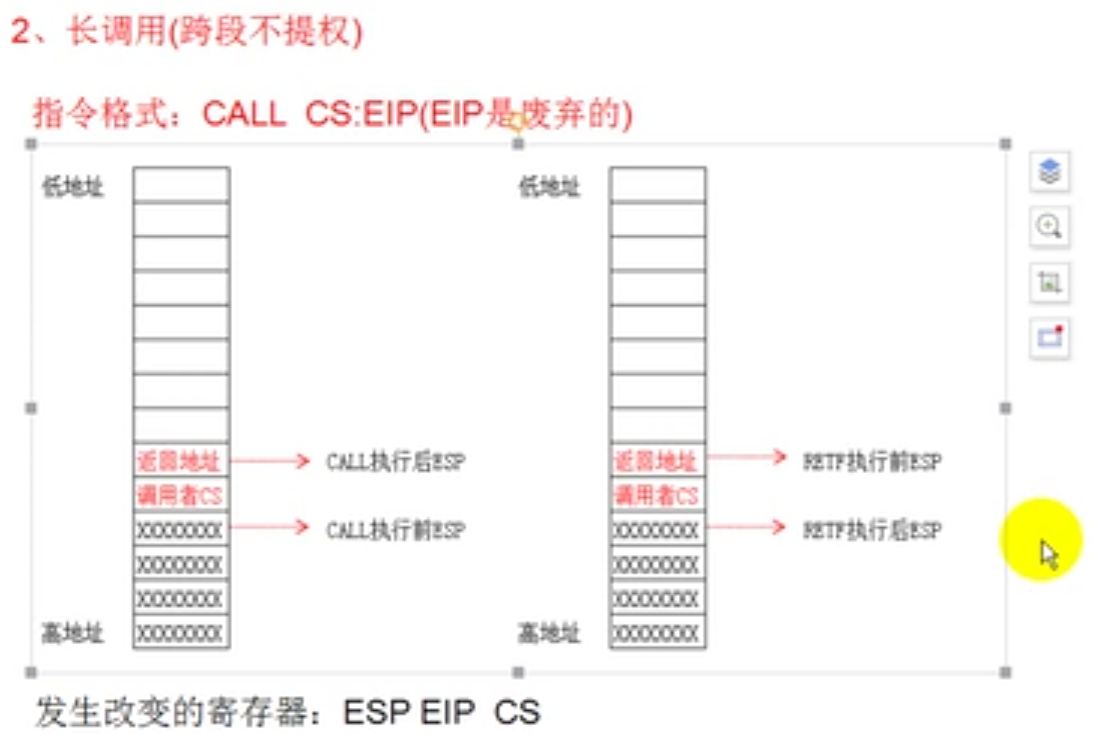 2、长调用(跨段不提权)
指令格式：CALL CS:EIP(EIP是废弃的)
低地址
返回地址 CALL执行后ESP
调用者CS
XXXXXXXX CALL执行前ESP
XXXXXXXX
XXXXXXXX
高地址 XXXXXXXX
低地址
返回地址 RETF执行前ESP
调用者CS
XXXXXXXX RETF执行后ESP
XXXXXXXX
XXXXXXXX
高地址 XXXXXXXX
发生改变的寄存器：ESP EIP CS